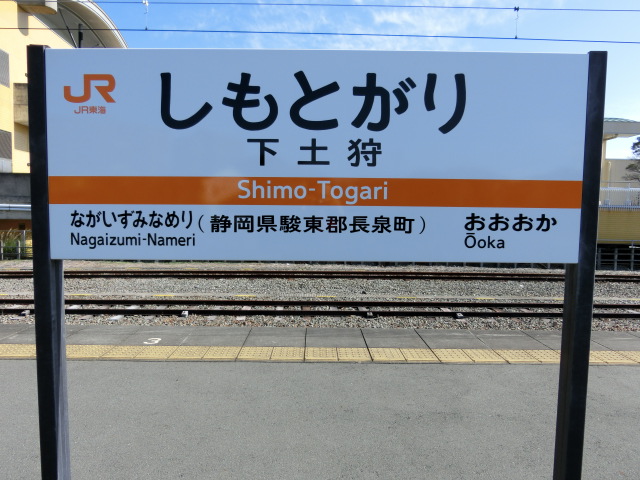 JR
JR東海
しもとがり
下土狩
Shimo-Togari
ながいずみなめり（静岡県駿東郡長泉町） おおおか
Nagaizumi-Nameri Ōoka
3